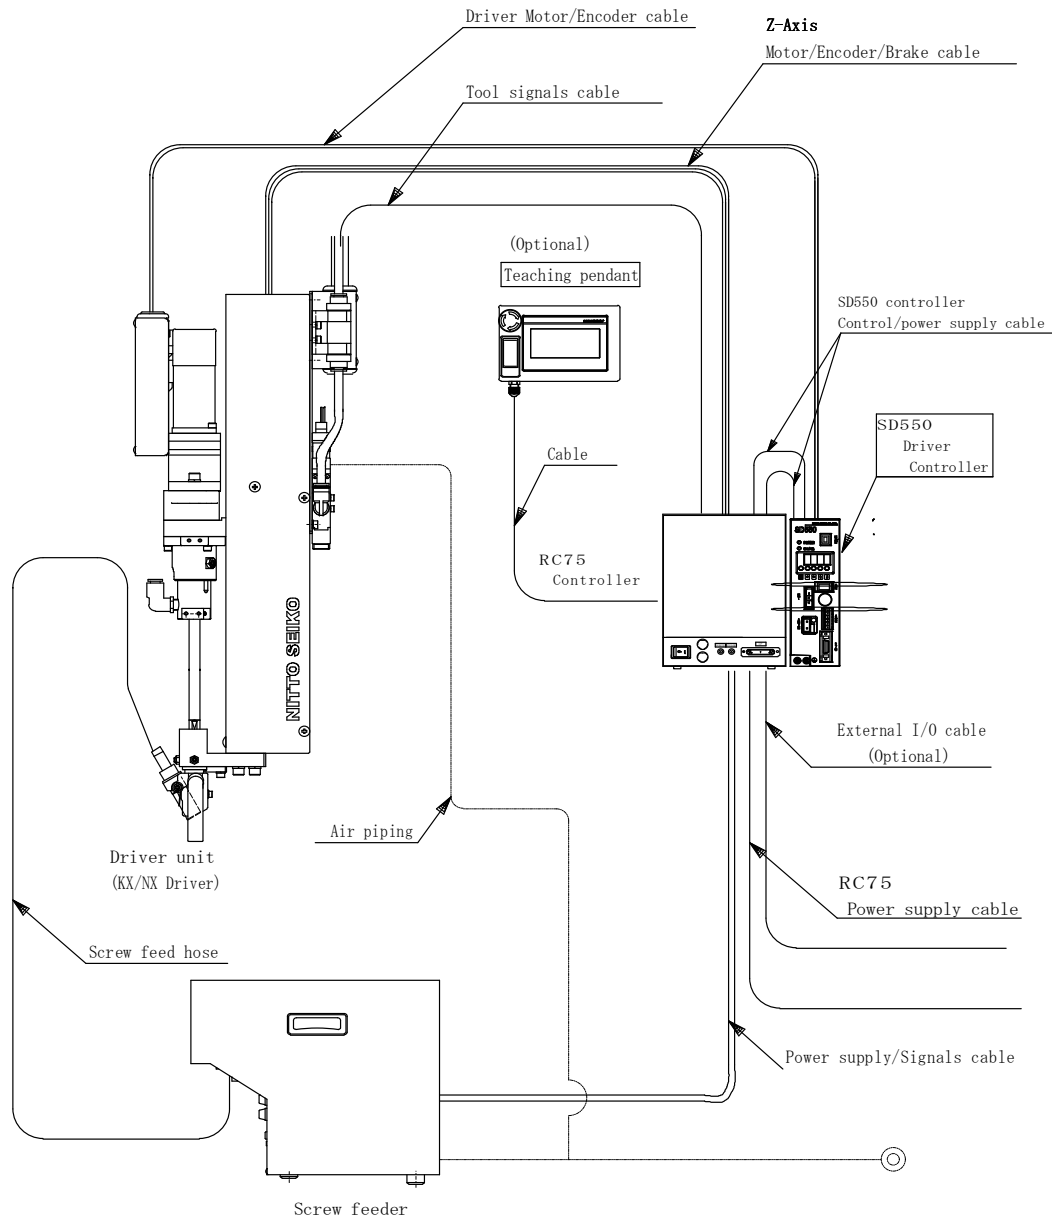 Driver Motor/Encoder cable
Z-Axis
Motor/Encoder/Brake cable
Tool signals cable
(Optional)
Teaching pendant
SD550 controller
Control/power supply cable
SD550
Driver
Controller
Cable
RC75
Controller
SD550
NITTO SEIKO
External I/O cable
(Optional)
Air piping
Driver unit
(KX/NX Driver)
RC75
Power supply cable
Screw feed hose
Power supply/Signals cable
Screw feeder